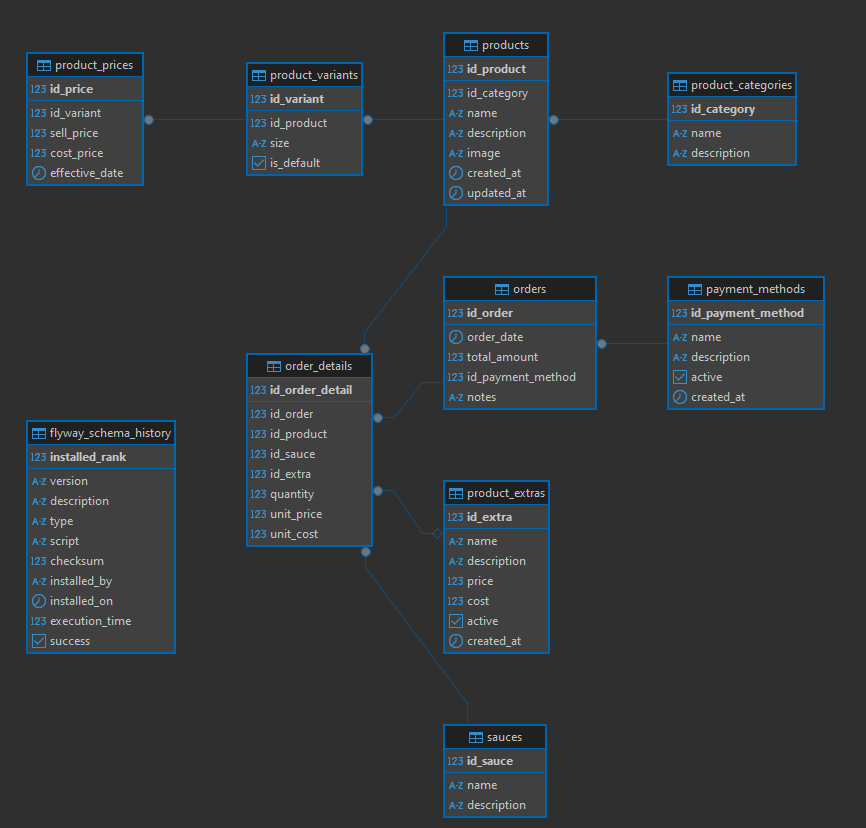 product_prices
123 id_price
123 id_variant
123 sell_price
123 cost_price
effective_date
product_variants
123 id_variant
123 id_product
A-Z size
is_default
products
123 id_product
123 id_category
A-Z name
A-Z description
A-Z image
created_at
updated_at
product_categories
123 id_category
A-Z name
A-Z description
orders
123 id_order
order_date
123 total_amount
123 id_payment_method
A-Z notes
payment_methods
123 id_payment_method
A-Z name
A-Z description
active
created_at
order_details
123 id_order_detail
123 id_order
123 id_product
123 id_sauce
123 id_extra
123 quantity
123 unit_price
123 unit_cost
flyway_schema_history
123 installed_rank
A-Z version
A-Z description
A-Z type
A-Z script
123 checksum
A-Z installed_by
installed_on
123 execution_time
success
product_extras
123 id_extra
A-Z name
A-Z description
123 price
123 cost
active
created_at
sauces
123 id_sauce
A-Z name
A-Z description